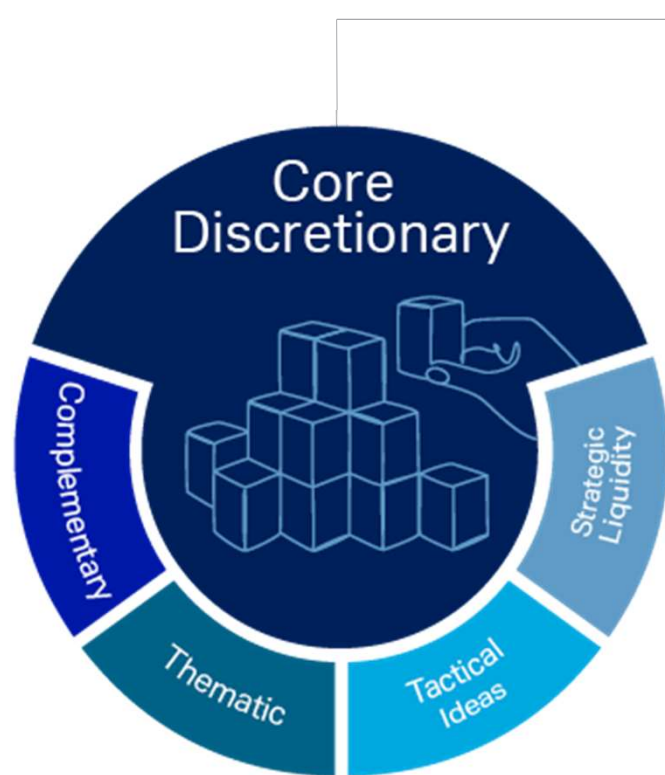 Core
Discretionary
Complementary
Thematic
Tactical
Ideas
Strategic
Liquidity